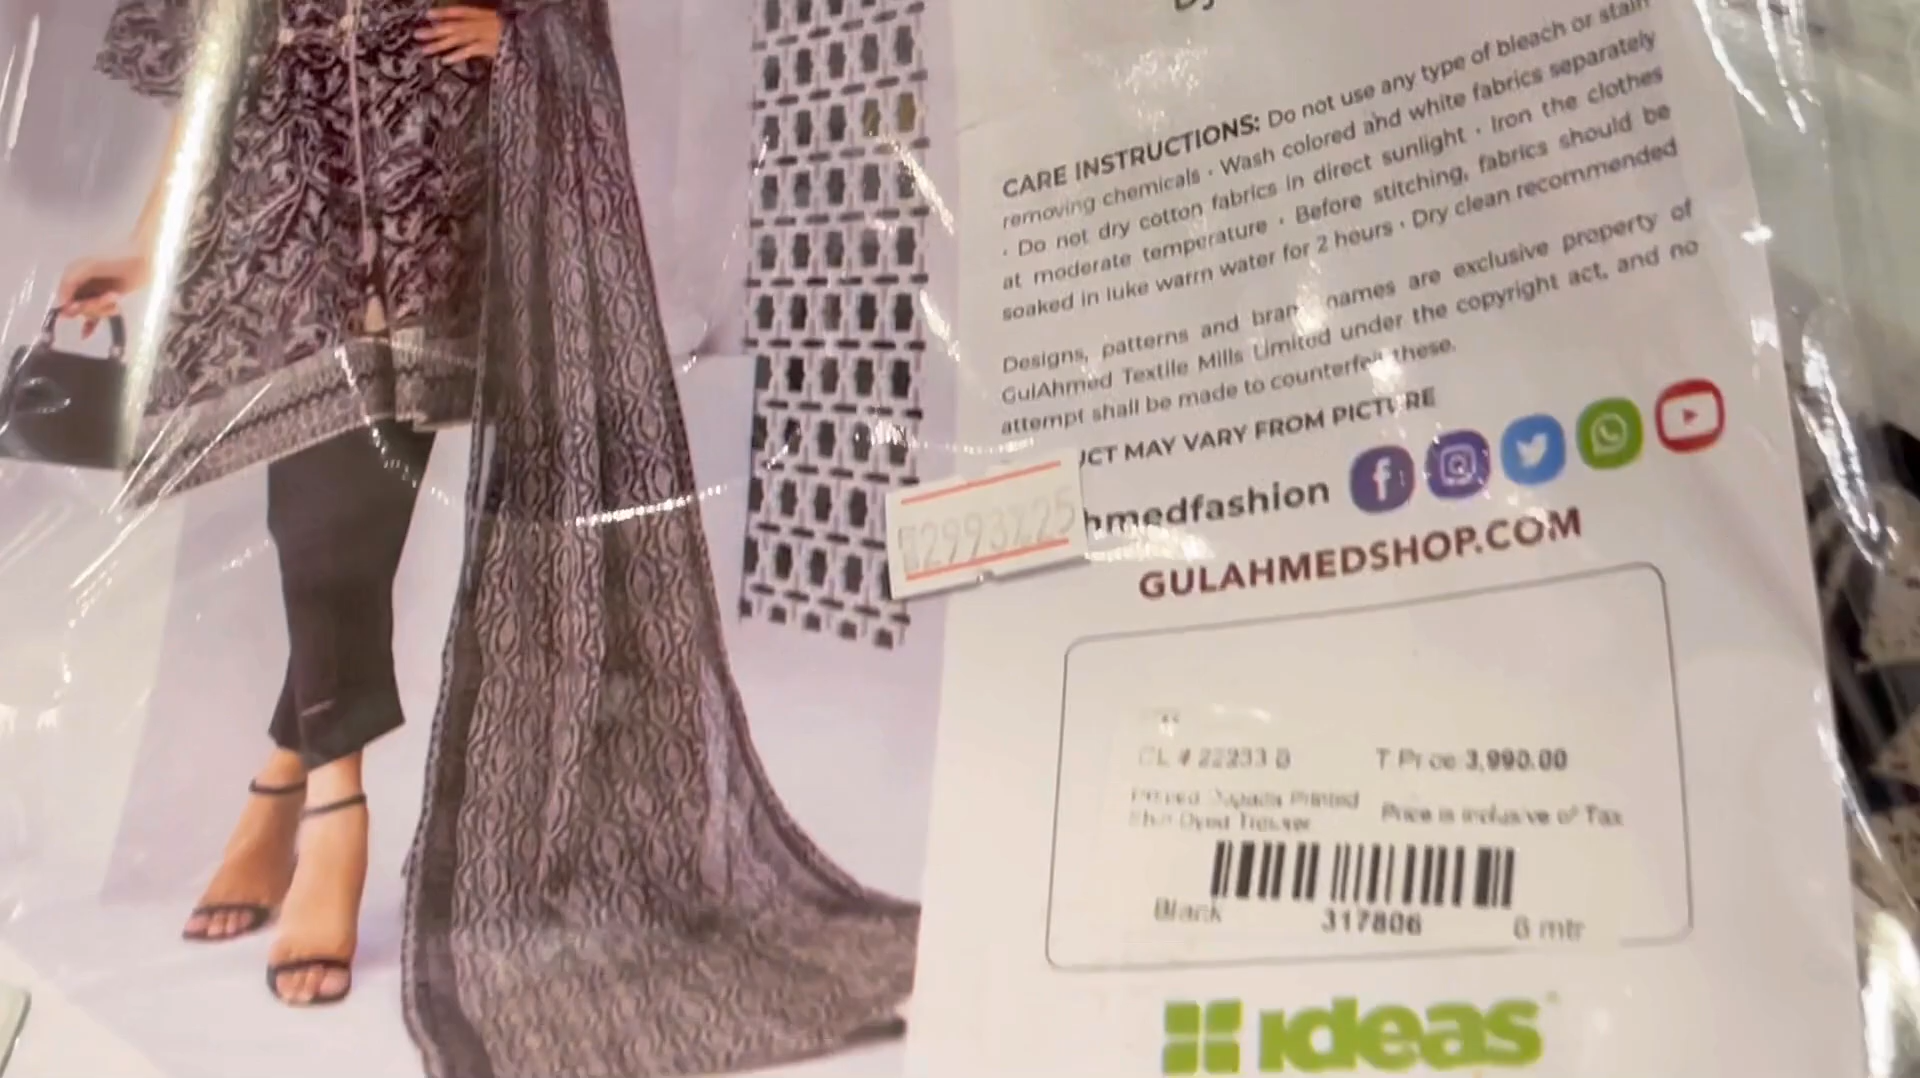 CARE INSTRUCTIONS: Do not use any type of bleach or stain
removing chemicals · Wash colored and white fabrics separately
· Do not dry cotton fabrics in direct sunlight · Iron the clothes
at moderate temperature · Before stitching, fabrics should be
soaked in luke warm water for 2 hours · Dry clean recommended
Designs, patterns and brand names are exclusive property of
GulAhmed Textile Mills Limited under the copyright act, and no
attempt shall be made to counterfeit these.
UCT MAY VARY FROM PICTURE
hmedfashion
GULAHMEDSHOP.COM
CL # 22233 B T Price 3,990.00
Printed
Dyed Trouser Price is inclusive of Tax
Black 317806 6 mtr
ideas